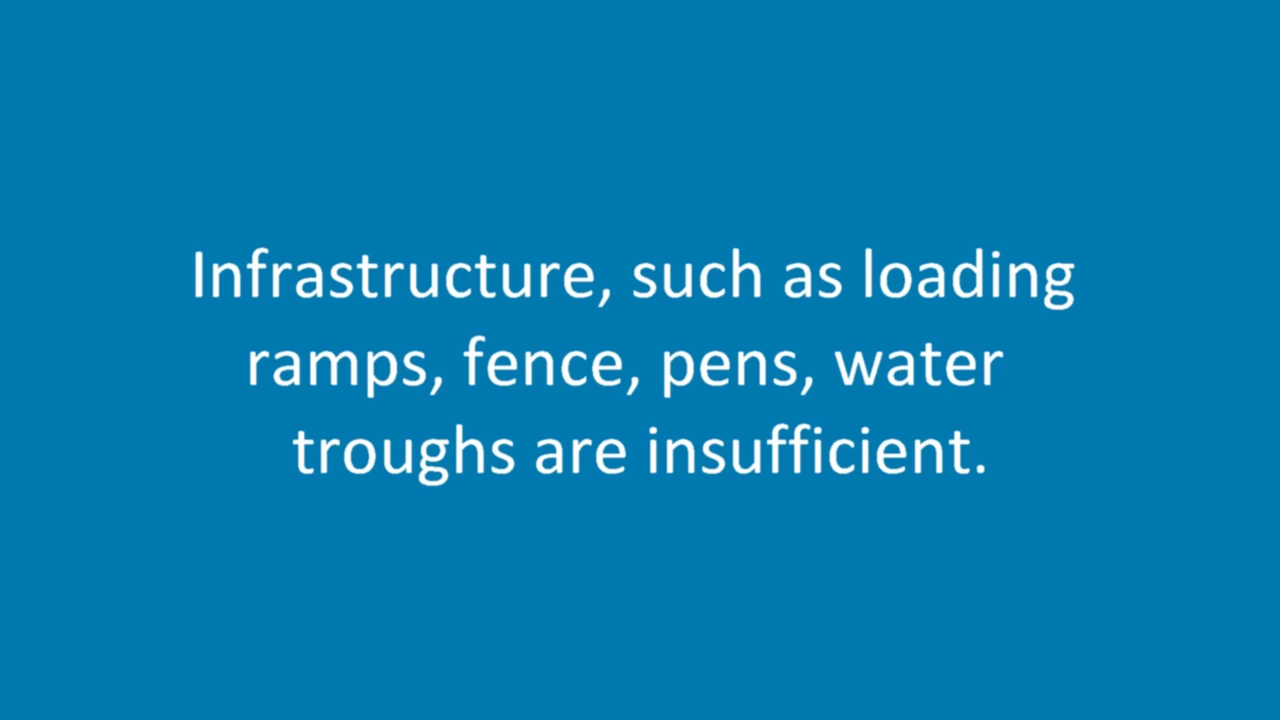 Infrastructure, such as loading
ramps, fence, pens, water
troughs are insufficient.